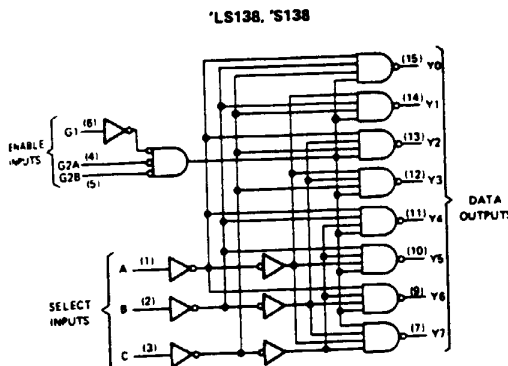 'LS138, 'S138
(15) Y0
(14) Y1
(13) Y2
(12) Y3
(11) Y4
(10) Y5
(9) Y6
(7) Y7
DATA
OUTPUTS
ENABLE
INPUTS
G1 (6)
G2A (4)
G2B (5)
SELECT
INPUTS
A (1)
B (2)
C (3)